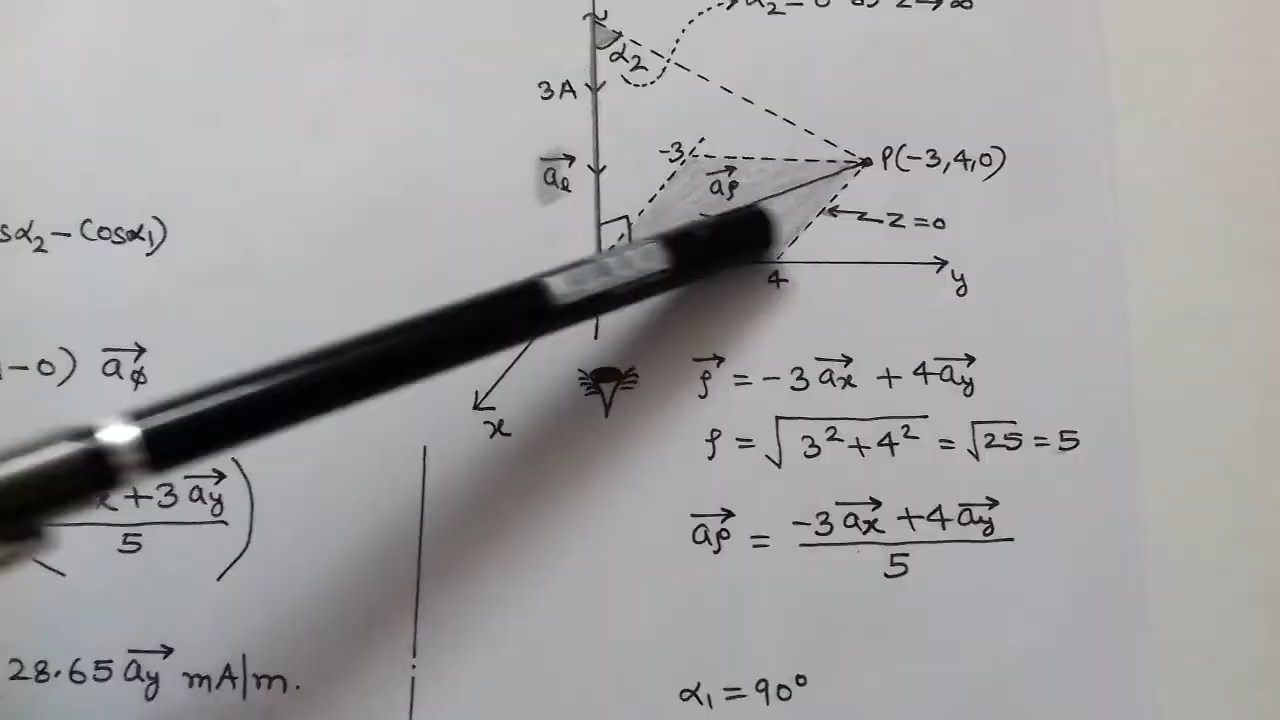 α₂ = 0 as z → ∞
α₂
3A
-3
P(-3,4,0)
a⃗ℓ
a⃗ρ
z=0
sα₂ - Cosα₁)
4
y
-0) a⃗ϕ
x
ρ⃗ = -3a⃗x + 4a⃗y
ρ = √(3² + 4²) = √25 = 5
x + 3a⃗y
5
a⃗ρ = -3a⃗x + 4a⃗y
5
28.65 a⃗y mA/m.
α₁ = 90°